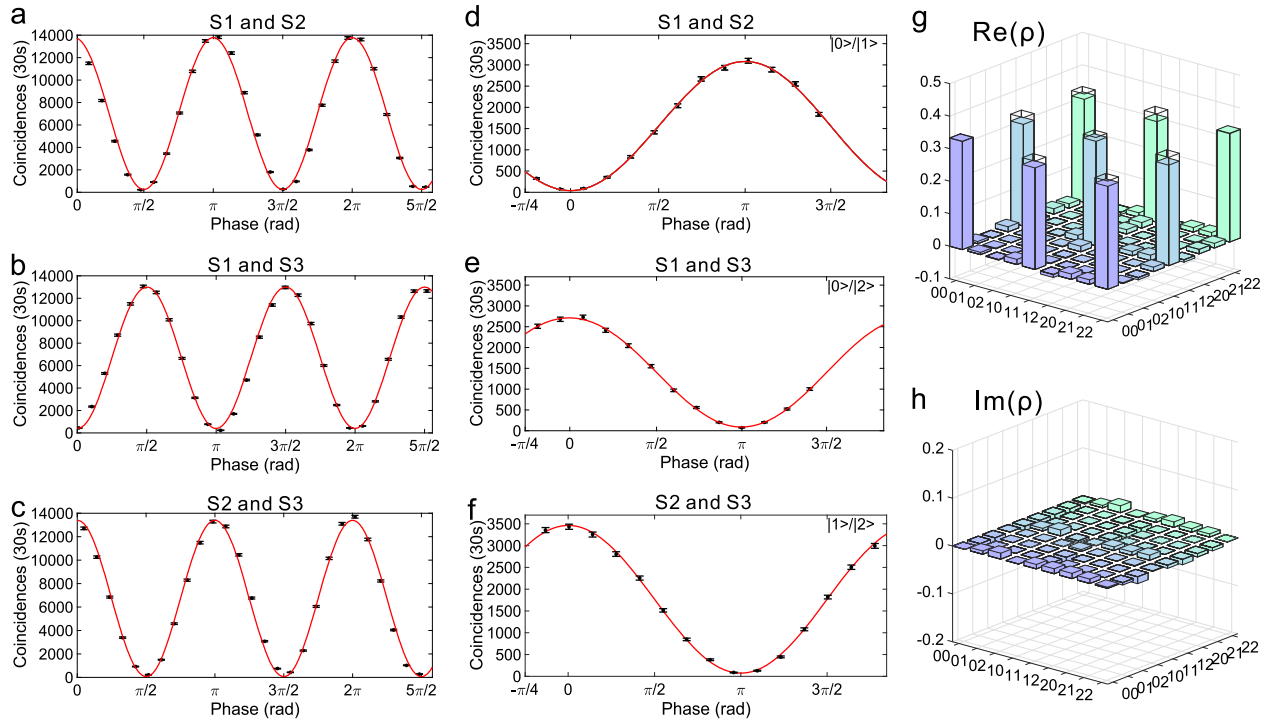 a
S1 and S2
14000
12000
10000
8000
6000
4000
2000
0
Coincidences (30s)
0 π/2 π 3π/2 2π 5π/2
Phase (rad)
b
S1 and S3
14000
12000
10000
8000
6000
4000
2000
0
Coincidences (30s)
0 π/2 π 3π/2 2π 5π/2
Phase (rad)
c
S2 and S3
14000
12000
10000
8000
6000
4000
2000
0
Coincidences (30s)
0 π/2 π 3π/2 2π 5π/2
Phase (rad)
d
S1 and S2
|0>/|1>
3500
3000
2500
2000
1500
1000
500
0
Coincidences (30s)
-π/4 0 π/2 π 3π/2
Phase (rad)
e
S1 and S3
|0>/|2>
3500
3000
2500
2000
1500
1000
500
0
Coincidences (30s)
-π/4 0 π/2 π 3π/2
Phase (rad)
f
S2 and S3
|1>/|2>
3500
3000
2500
2000
1500
1000
500
0
Coincidences (30s)
-π/4 0 π/2 π 3π/2
Phase (rad)
g
Re(ρ)
0.5
0.4
0.3
0.2
0.1
0
-0.1
00 01 02 10 11 12 20 21 22
00 01 02 10 11 12 20 21 22
h
Im(ρ)
0.2
0.1
0
-0.1
-0.2
00 01 02 10 11 12 20 21 22
00 01 02 10 11 12 20 21 22